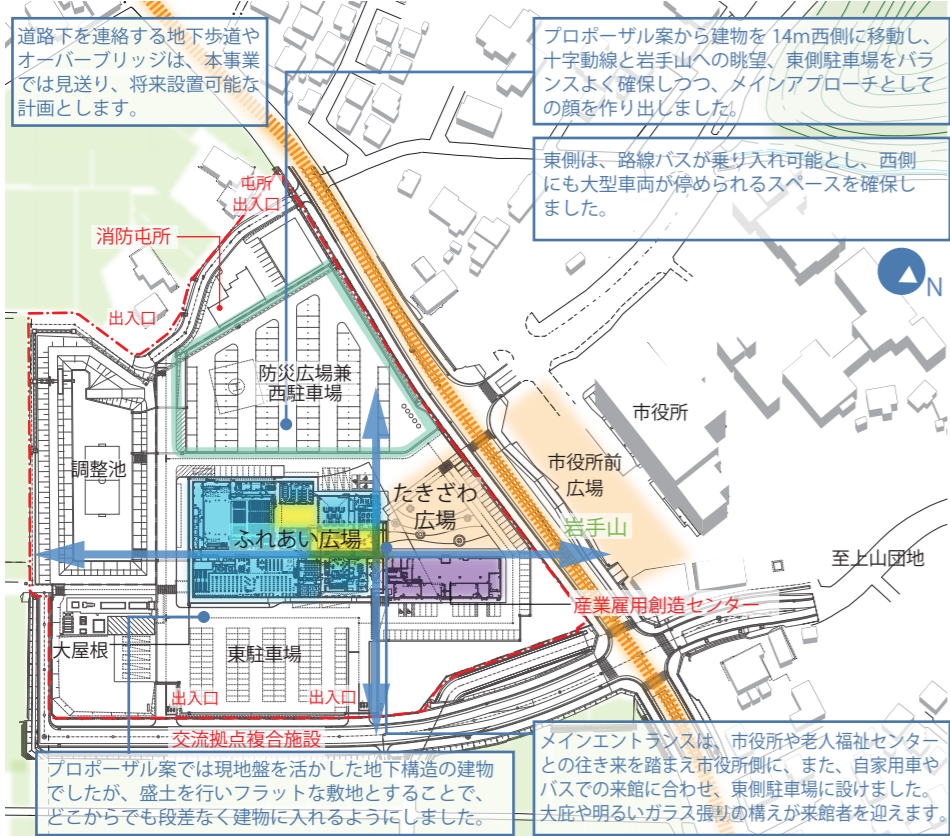 道路下を連絡する地下歩道や
オーバーブリッジは、本事業
では見送り、将来設置可能な
計画とします。
プロポーザル案から建物を 14m西側に移動し、
十字動線と岩手山への眺望、東側駐車場をバラ
ンスよく確保しつつ、メインアプローチとして
の顔を作り出しました。
東側は、路線バスが乗り入れ可能とし、西側
にも大型車両が停められるスペースを確保し
ました。
屯所
出入口
消防屯所
出入口
N
防災広場兼
西駐車場
市役所
市役所前
広場
調整池
たきざわ
広場
岩手山
ふれあい広場
至上山団地
産業雇用創造センター
大屋根
東駐車場
出入口
出入口
交流拠点複合施設
プロポーザル案では現地盤を活かした地下構造の建物
でしたが、盛土を行いフラットな敷地とすることで、
どこからでも段差なく建物に入れるようにしました。
メインエントランスは、市役所や老人福祉センター
との往き来を踏まえ市役所側に、また、自家用車や
バスでの来館に合わせ、東側駐車場に設けました。
大庇や明るいガラス張りの構えが来館者を迎えます。